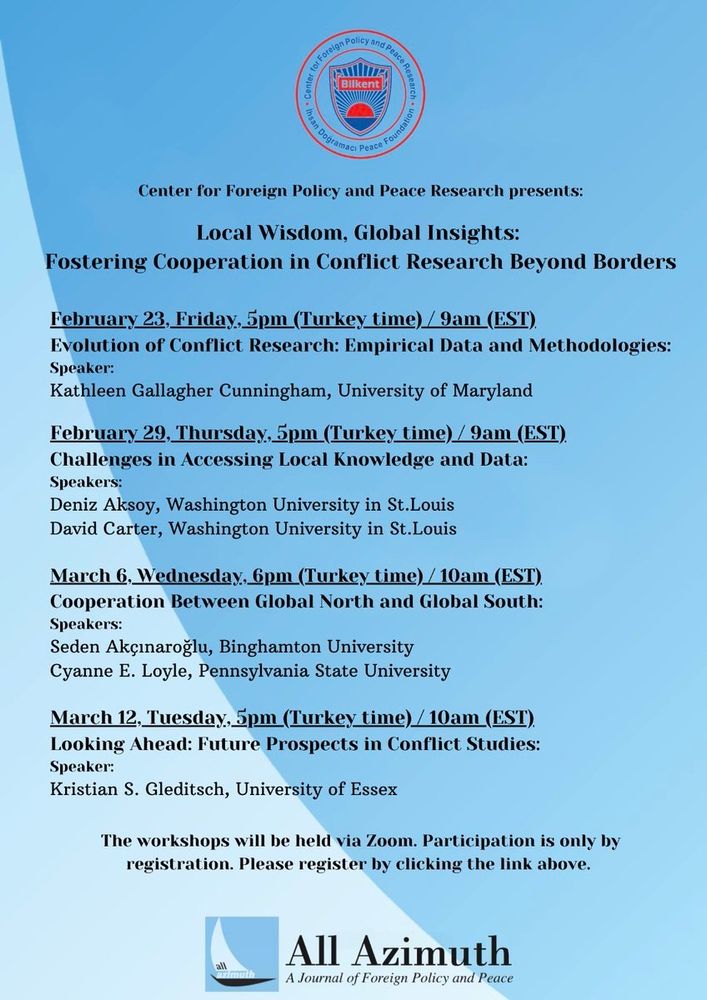 Center for Foreign Policy and Peace Research
Bilkent
İhsan Doğramacı Peace Foundation
Center for Foreign Policy and Peace Research presents:
Local Wisdom, Global Insights:
Fostering Cooperation in Conflict Research Beyond Borders
February 23, Friday, 5pm (Turkey time) / 9am (EST)
Evolution of Conflict Research: Empirical Data and Methodologies:
Speaker:
Kathleen Gallagher Cunningham, University of Maryland
February 29, Thursday, 5pm (Turkey time) / 9am (EST)
Challenges in Accessing Local Knowledge and Data:
Speakers:
Deniz Aksoy, Washington University in St.Louis
David Carter, Washington University in St.Louis
March 6, Wednesday, 6pm (Turkey time) / 10am (EST)
Cooperation Between Global North and Global South:
Speakers:
Seden Akçınaroğlu, Binghamton University
Cyanne E. Loyle, Pennsylvania State University
March 12, Tuesday, 5pm (Turkey time) / 10am (EST)
Looking Ahead: Future Prospects in Conflict Studies:
Speaker:
Kristian S. Gleditsch, University of Essex
The workshops will be held via Zoom. Participation is only by
registration. Please register by clicking the link above.
all
azimuth
All Azimuth
A Journal of Foreign Policy and Peace